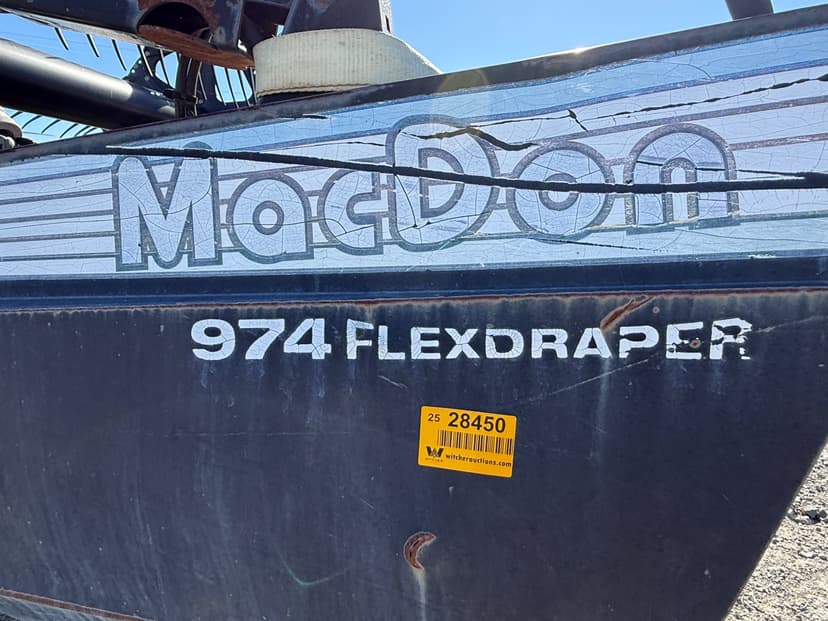 MacDon
974 FLEXDRAPER
25 28450
witcherauctions.com